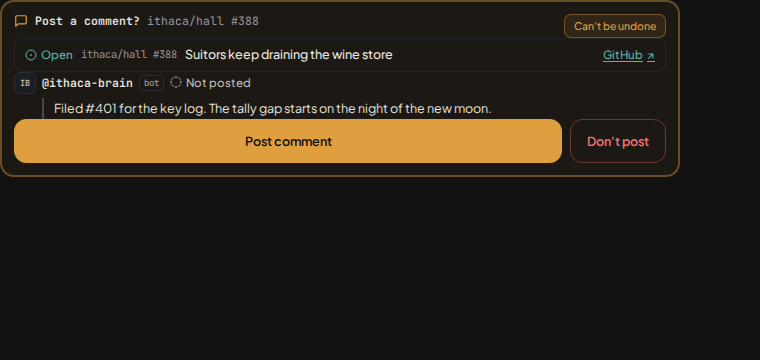 Post a comment? ithaca/hall #388
Can't be undone
Open ithaca/hall #388 Suitors keep draining the wine store GitHub ↗
IB @ithaca-brain bot Not posted
Filed #401 for the key log. The tally gap starts on the night of the new moon.
Post comment
Don't post